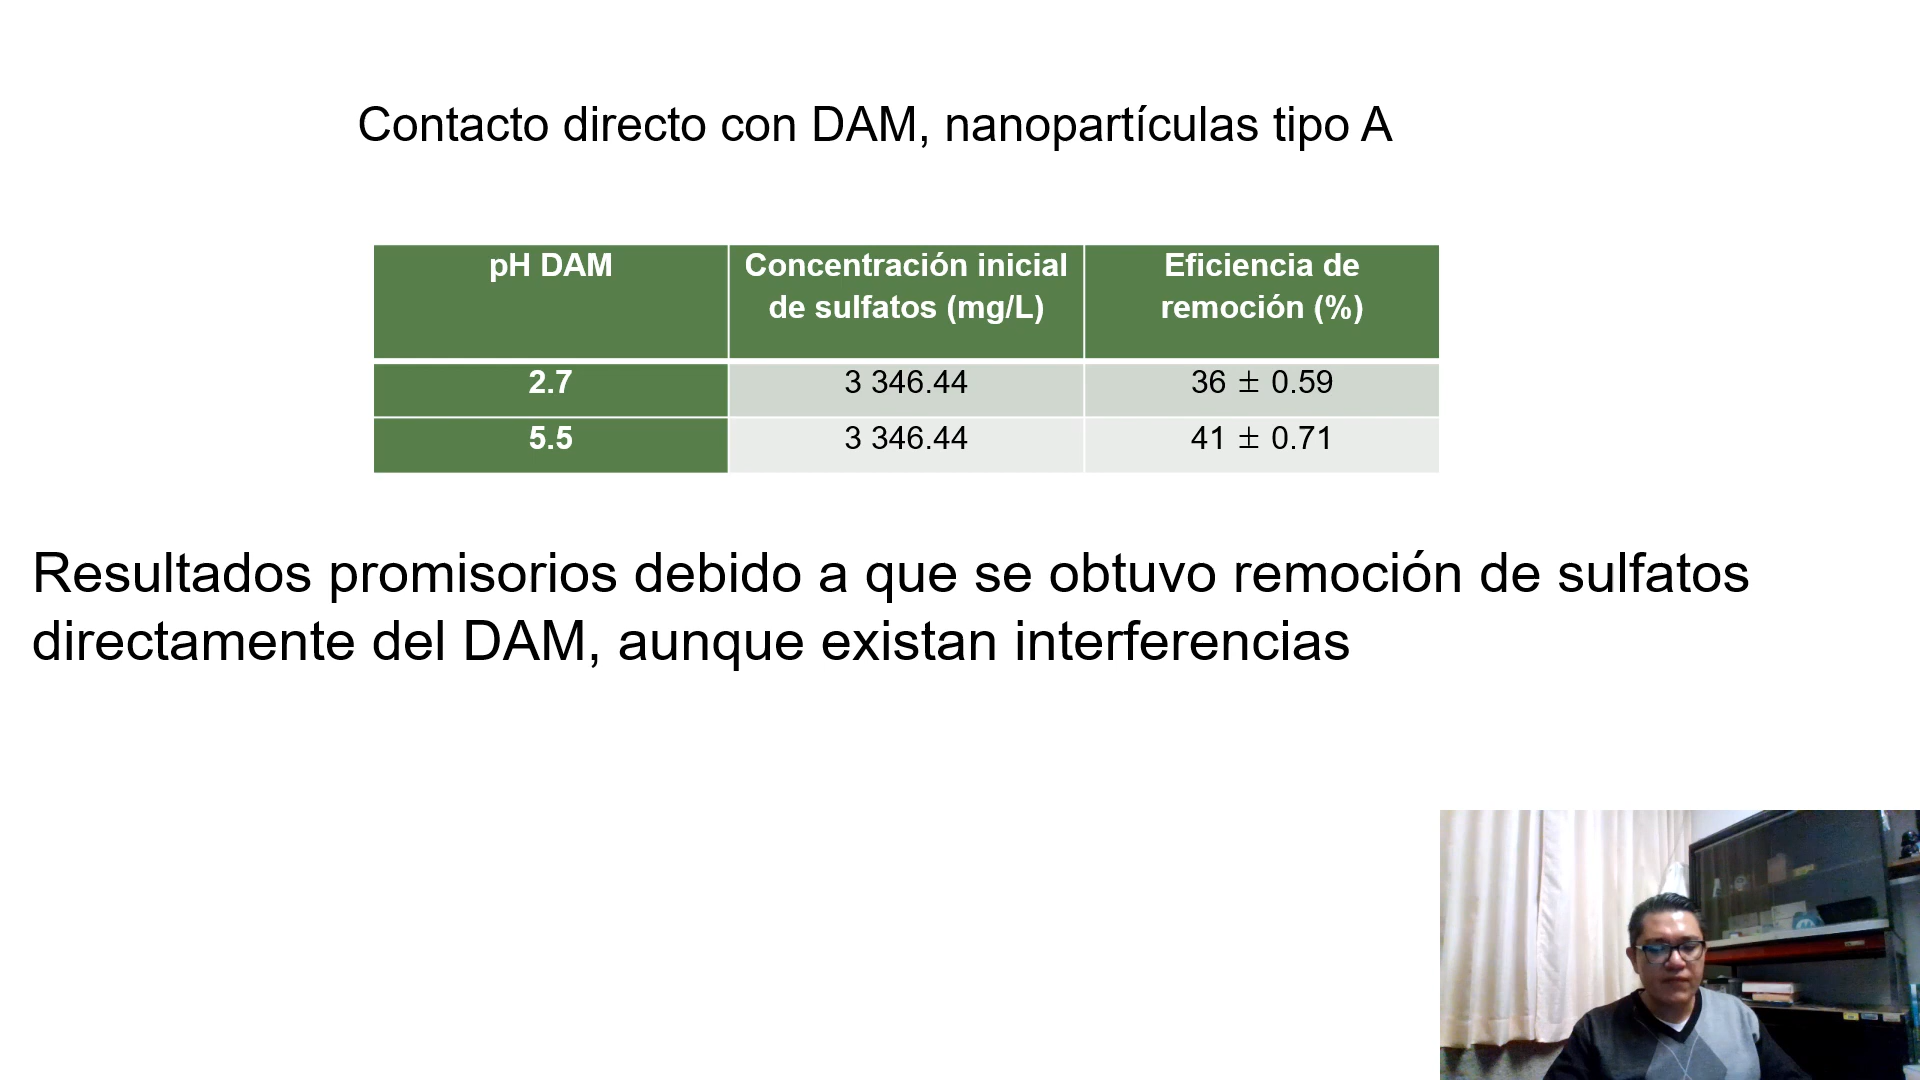 Contacto directo con DAM, nanopartículas tipo A
pH DAM
Concentración inicial
de sulfatos (mg/L)
Eficiencia de
remoción (%)
2.7
3 346.44
36 ± 0.59
5.5
3 346.44
41 ± 0.71
Resultados promisorios debido a que se obtuvo remoción de sulfatos
directamente del DAM, aunque existan interferencias